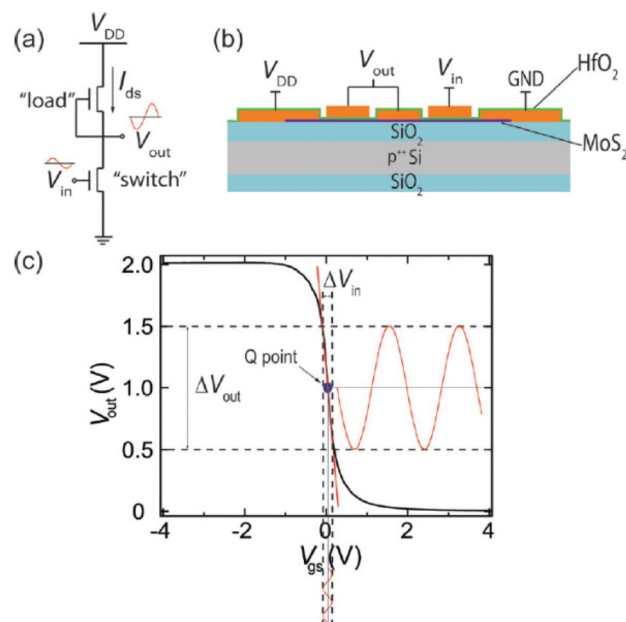 (a)
V_DD
"load"
I_ds
V_out
V_in
"switch"
(b)
V_DD
V_out
V_in
GND
HfO₂
SiO₂
MoS₂
p⁺⁺ Si
SiO₂
(c)
2.0
ΔV_in
1.5
Q point
V_out (V)
1.0
ΔV_out
0.5
0
-4
-2
0
2
4
V_gs (V)